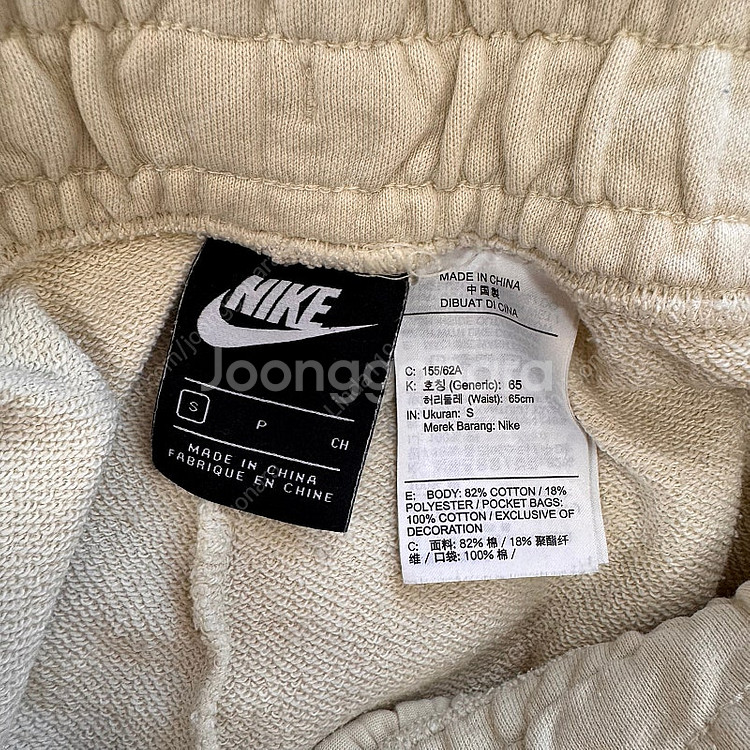 NIKE
S
P
CH
MADE IN CHINA
FABRIQUE EN CHINE
MADE IN CHINA
中国製
DIBUAT DI CINA
C: 155/62A
K: 호칭 (Generic): 65
허리둘레 (Waist): 65cm
IN: Ukuran: S
Merek Barang: Nike
E: BODY: 82% COTTON / 18%
POLYESTER / POCKET BAGS:
100% COTTON / EXCLUSIVE OF
DECORATION
C: 面料: 82% 棉 / 18% 聚酯纤
维 / 口袋: 100% 棉 /
Joonggonara